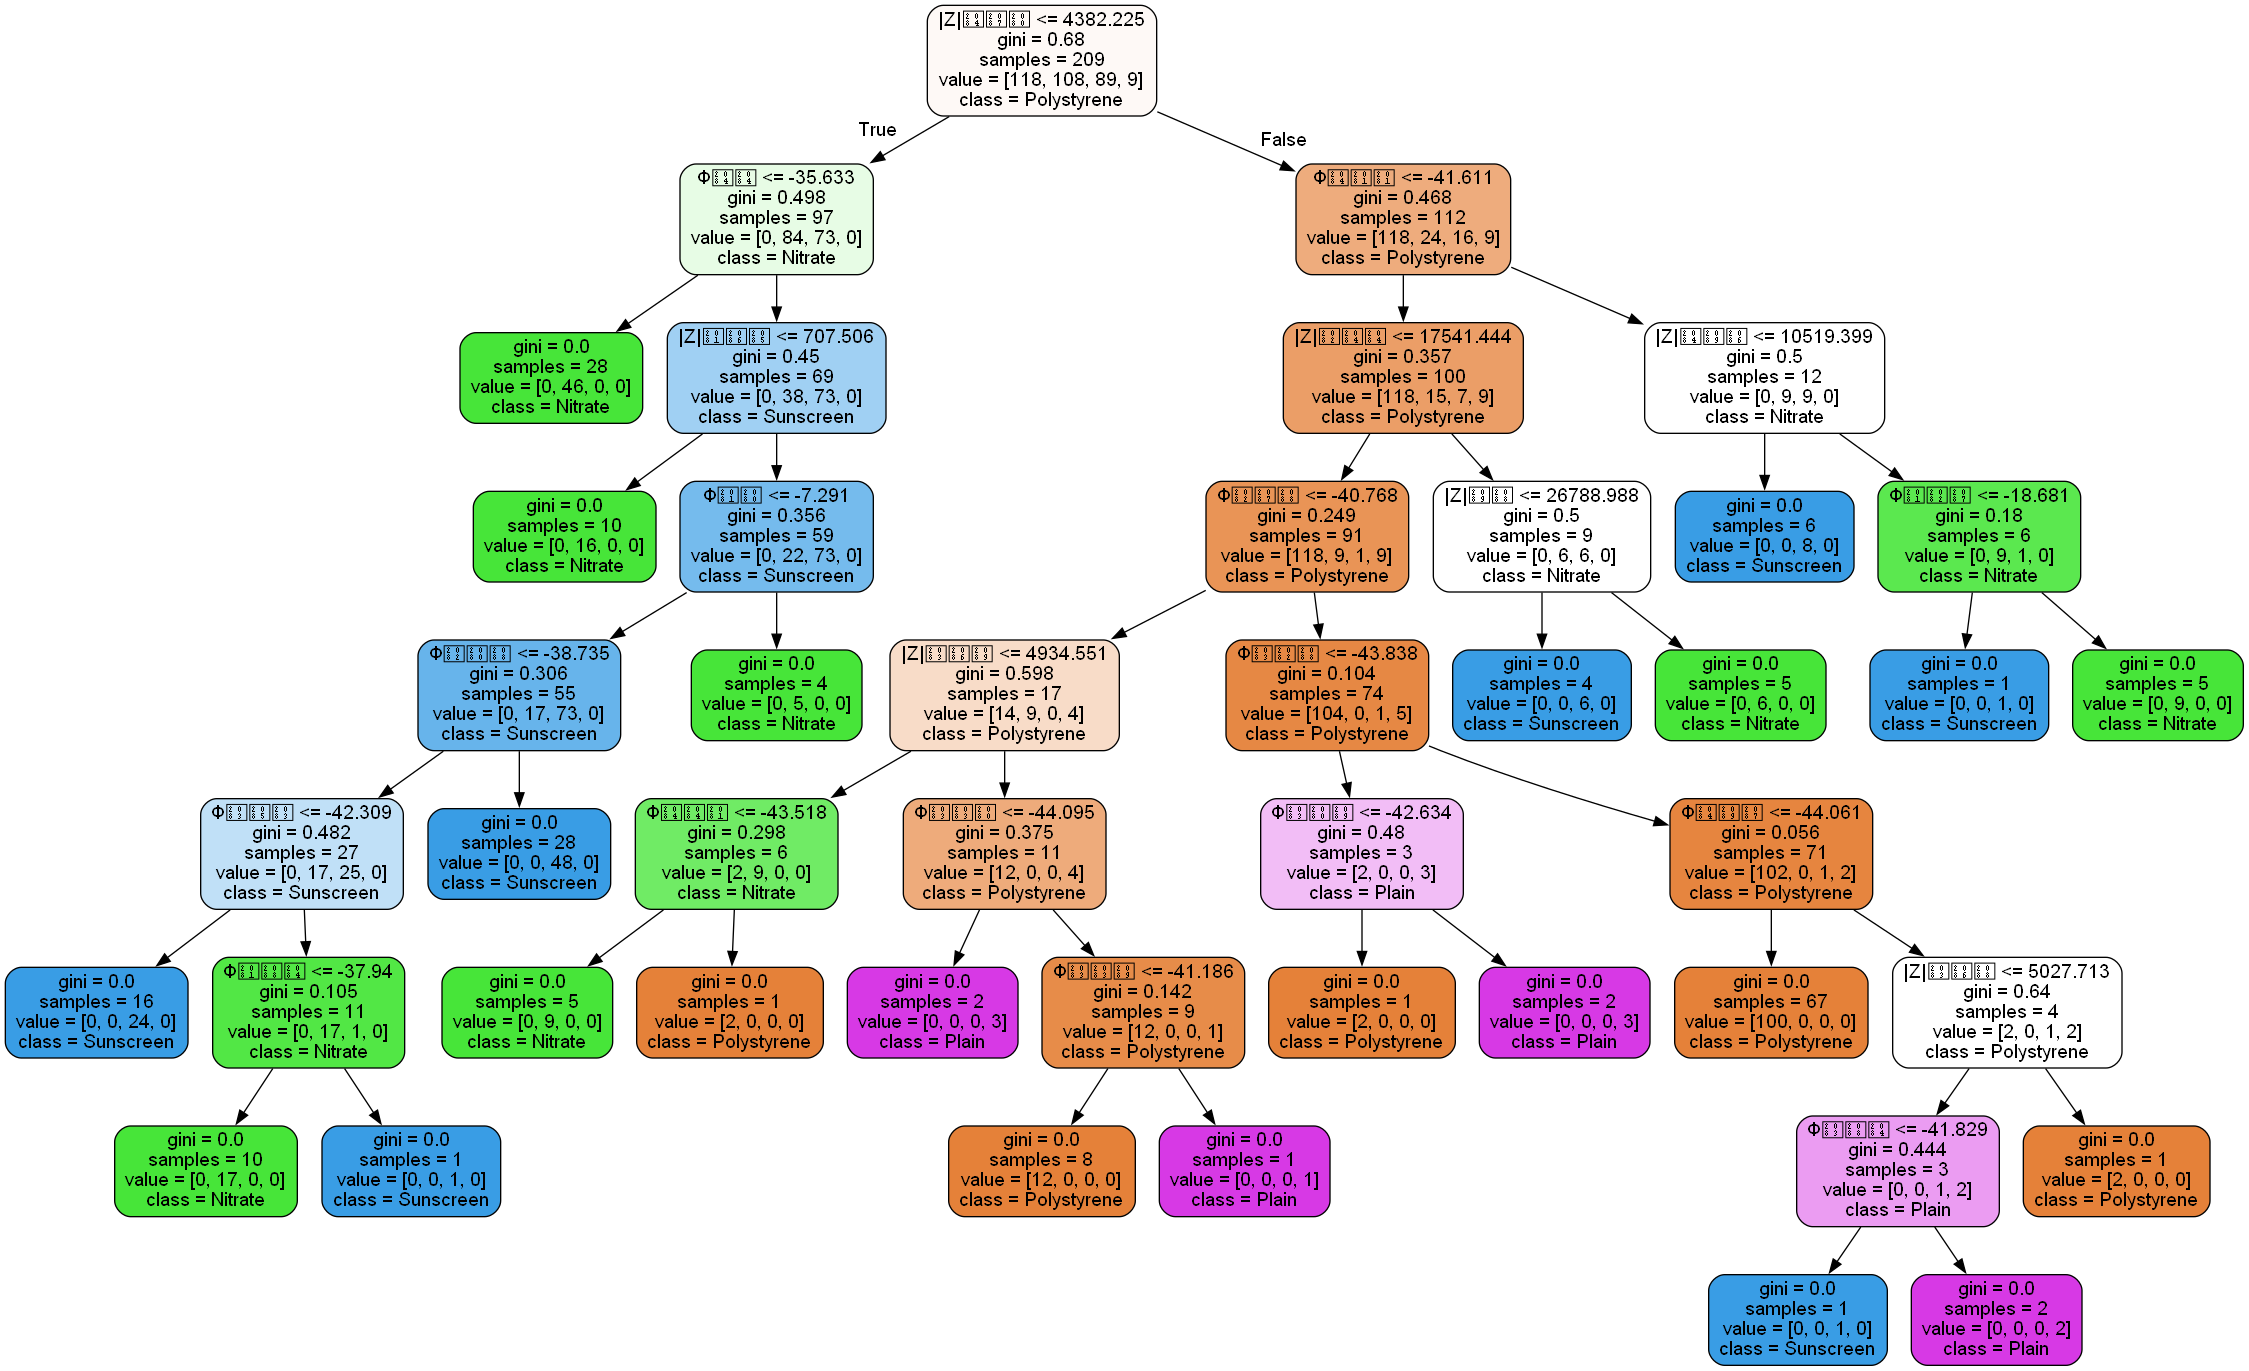 |Z| <= 4382.225
gini = 0.68
samples = 209
value = [118, 108, 89, 9]
class = Polystyrene
True
False
Φ <= -35.633
gini = 0.498
samples = 97
value = [0, 84, 73, 0]
class = Nitrate
Φ <= -41.611
gini = 0.468
samples = 112
value = [118, 24, 16, 9]
class = Polystyrene
gini = 0.0
samples = 28
value = [0, 46, 0, 0]
class = Nitrate
|Z| <= 707.506
gini = 0.45
samples = 69
value = [0, 38, 73, 0]
class = Sunscreen
|Z| <= 17541.444
gini = 0.357
samples = 100
value = [118, 15, 7, 9]
class = Polystyrene
|Z| <= 10519.399
gini = 0.5
samples = 12
value = [0, 9, 9, 0]
class = Nitrate
gini = 0.0
samples = 10
value = [0, 16, 0, 0]
class = Nitrate
Φ <= -7.291
gini = 0.356
samples = 59
value = [0, 22, 73, 0]
class = Sunscreen
Φ <= -40.768
gini = 0.249
samples = 91
value = [118, 9, 1, 9]
class = Polystyrene
|Z| <= 26788.988
gini = 0.5
samples = 9
value = [0, 6, 6, 0]
class = Nitrate
gini = 0.0
samples = 6
value = [0, 0, 8, 0]
class = Sunscreen
Φ <= -18.681
gini = 0.18
samples = 6
value = [0, 9, 1, 0]
class = Nitrate
Φ <= -38.735
gini = 0.306
samples = 55
value = [0, 17, 73, 0]
class = Sunscreen
gini = 0.0
samples = 4
value = [0, 5, 0, 0]
class = Nitrate
|Z| <= 4934.551
gini = 0.598
samples = 17
value = [14, 9, 0, 4]
class = Polystyrene
Φ <= -43.838
gini = 0.104
samples = 74
value = [104, 0, 1, 5]
class = Polystyrene
gini = 0.0
samples = 4
value = [0, 0, 6, 0]
class = Sunscreen
gini = 0.0
samples = 5
value = [0, 6, 0, 0]
class = Nitrate
gini = 0.0
samples = 1
value = [0, 0, 1, 0]
class = Sunscreen
gini = 0.0
samples = 5
value = [0, 9, 0, 0]
class = Nitrate
Φ <= -42.309
gini = 0.482
samples = 27
value = [0, 17, 25, 0]
class = Sunscreen
gini = 0.0
samples = 28
value = [0, 0, 48, 0]
class = Sunscreen
Φ <= -43.518
gini = 0.298
samples = 6
value = [2, 9, 0, 0]
class = Nitrate
Φ <= -44.095
gini = 0.375
samples = 11
value = [12, 0, 0, 4]
class = Polystyrene
Φ <= -42.634
gini = 0.48
samples = 3
value = [2, 0, 0, 3]
class = Plain
Φ <= -44.061
gini = 0.056
samples = 71
value = [102, 0, 1, 2]
class = Polystyrene
gini = 0.0
samples = 16
value = [0, 0, 24, 0]
class = Sunscreen
Φ <= -37.94
gini = 0.105
samples = 11
value = [0, 17, 1, 0]
class = Nitrate
gini = 0.0
samples = 5
value = [0, 9, 0, 0]
class = Nitrate
gini = 0.0
samples = 1
value = [2, 0, 0, 0]
class = Polystyrene
gini = 0.0
samples = 2
value = [0, 0, 0, 3]
class = Plain
Φ <= -41.186
gini = 0.142
samples = 9
value = [12, 0, 0, 1]
class = Polystyrene
gini = 0.0
samples = 1
value = [2, 0, 0, 0]
class = Polystyrene
gini = 0.0
samples = 2
value = [0, 0, 0, 3]
class = Plain
gini = 0.0
samples = 67
value = [100, 0, 0, 0]
class = Polystyrene
|Z| <= 5027.713
gini = 0.64
samples = 4
value = [2, 0, 1, 2]
class = Polystyrene
gini = 0.0
samples = 10
value = [0, 17, 0, 0]
class = Nitrate
gini = 0.0
samples = 1
value = [0, 0, 1, 0]
class = Sunscreen
gini = 0.0
samples = 8
value = [12, 0, 0, 0]
class = Polystyrene
gini = 0.0
samples = 1
value = [0, 0, 0, 1]
class = Plain
Φ <= -41.829
gini = 0.444
samples = 3
value = [0, 0, 1, 2]
class = Plain
gini = 0.0
samples = 1
value = [2, 0, 0, 0]
class = Polystyrene
gini = 0.0
samples = 1
value = [0, 0, 1, 0]
class = Sunscreen
gini = 0.0
samples = 2
value = [0, 0, 0, 2]
class = Plain